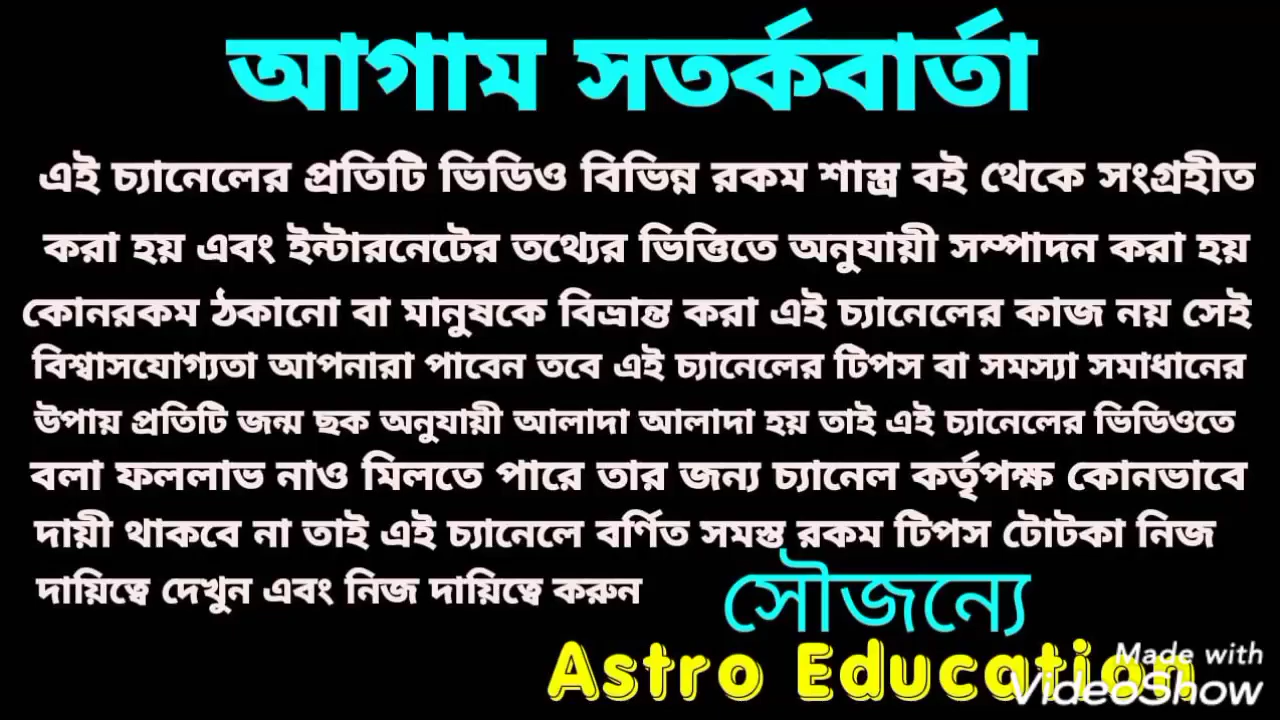 আগাম সতর্কবার্তা
এই চ্যানেলের প্রতিটি ভিডিও বিভিন্ন রকম শাস্ত্র বই থেকে সংগ্রহীত
করা হয় এবং ইন্টারনেটের তথ্যের ভিত্তিতে অনুযায়ী সম্পাদন করা হয়
কোনরকম ঠকানো বা মানুষকে বিভ্রান্ত করা এই চ্যানেলের কাজ নয় সেই
বিশ্বাসযোগ্যতা আপনারা পাবেন তবে এই চ্যানেলের টিপস বা সমস্যা সমাধানের
উপায় প্রতিটি জন্ম ছক অনুযায়ী আলাদা আলাদা হয় তাই এই চ্যানেলের ভিডিওতে
বলা ফললাভ নাও মিলতে পারে তার জন্য চ্যানেল কর্তৃপক্ষ কোনভাবে
দায়ী থাকবে না তাই এই চ্যানেলে বর্ণিত সমস্ত রকম টিপস টোটকা নিজ
দায়িত্বে দেখুন এবং নিজ দায়িত্বে করুন
সৌজন্যে
Astro Education
Made with
VideoShow